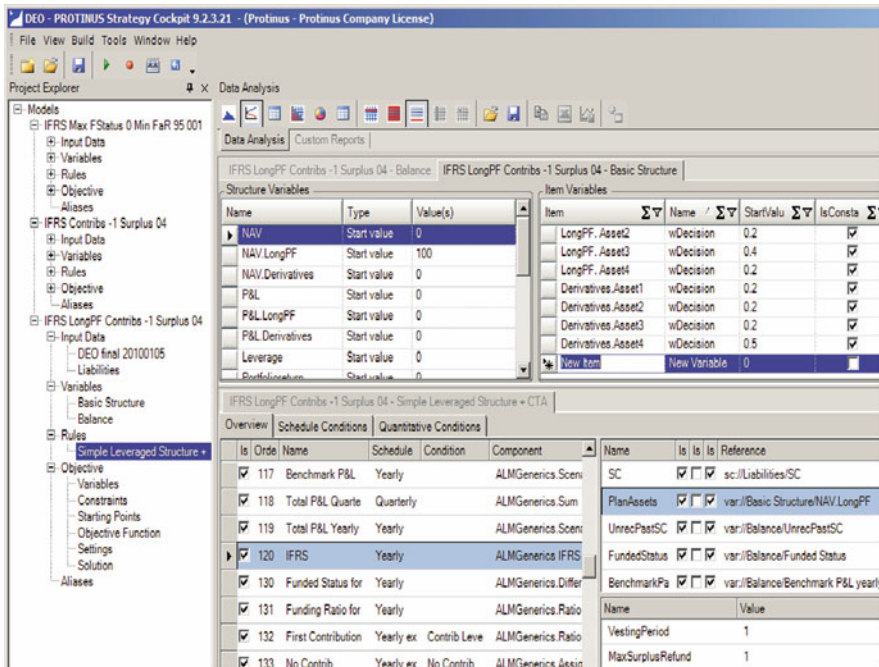 DEO - PROTINUS Strategy Cockpit 9.2.3.21 - (Protinus - Protinus Company License)
File View Build Tools Window Help
Project Explorer
Models
IFRS Max FStatus 0 Min FaR 95 001
Input Data
Variables
Rules
Objective
Aliases
IFRS Contribs -1 Surplus 04
Input Data
Variables
Rules
Objective
Aliases
IFRS LongPF Contribs -1 Surplus 04
Input Data
DEO final 20100105
Liabilities
Variables
Basic Structure
Balance
Rules
Simple Leveraged Structure +
Objective
Variables
Constraints
Starting Points
Objective Function
Settings
Solution
Aliases
Data Analysis
Data Analysis Custom Reports
IFRS LongPF Contribs -1 Surplus 04 - Balance IFRS LongPF Contribs -1 Surplus 04 - Basic Structure
Structure Variables
Name Type Value(s)
NAV Start value 0
NAV.LongPF Start value 100
NAV.Derivatives Start value 0
P&L Start value 0
P&L.LongPF Start value 0
P&L.Derivatives Start value 0
Leverage Start value 0
Portfolioreturn Start value 0
Item Variables
Item Name StartValu IsConsta
LongPF. Asset2 wDecision 0.2
LongPF. Asset3 wDecision 0.4
LongPF. Asset4 wDecision 0.2
Derivatives.Asset1 wDecision 0.2
Derivatives.Asset2 wDecision 0.2
Derivatives.Asset3 wDecision 0.2
Derivatives.Asset4 wDecision 0.5
New Item New Variable 0
IFRS LongPF Contribs -1 Surplus 04 - Simple Leveraged Structure + CTA
Overview Schedule Conditions Quantitative Conditions
Is Orde Name Schedule Condition Component
117 Benchmark P&L Yearly ALMGenerics.Scena
118 Total P&L Quarte Quarterly ALMGenerics.Sum
119 Total P&L Yearly Yearly ALMGenerics.Scena
120 IFRS Yearly ALMGenerics IFRS
130 Funded Status for Yearly ALMGenerics.Differ
131 Funding Ratio for Yearly ALMGenerics.Ratio
132 First Contribution Yearly ex Contrib Leve ALMGenerics.Ratio
133 No Contrib Yearly ex No Contrib ALMGenerics.Assig
Name Is Is Is Reference
SC sc://Liabilities/SC
PlanAssets var://Basic Structure/NAV.LongPF
UnrecPastSC var://Balance/UnrecPastSC
FundedStatus var://Balance/Funded Status
BenchmarkPa var://Balance/Benchmark P&L yearly
Name Value
VestingPeriod 1
MaxSurplusRefund 1